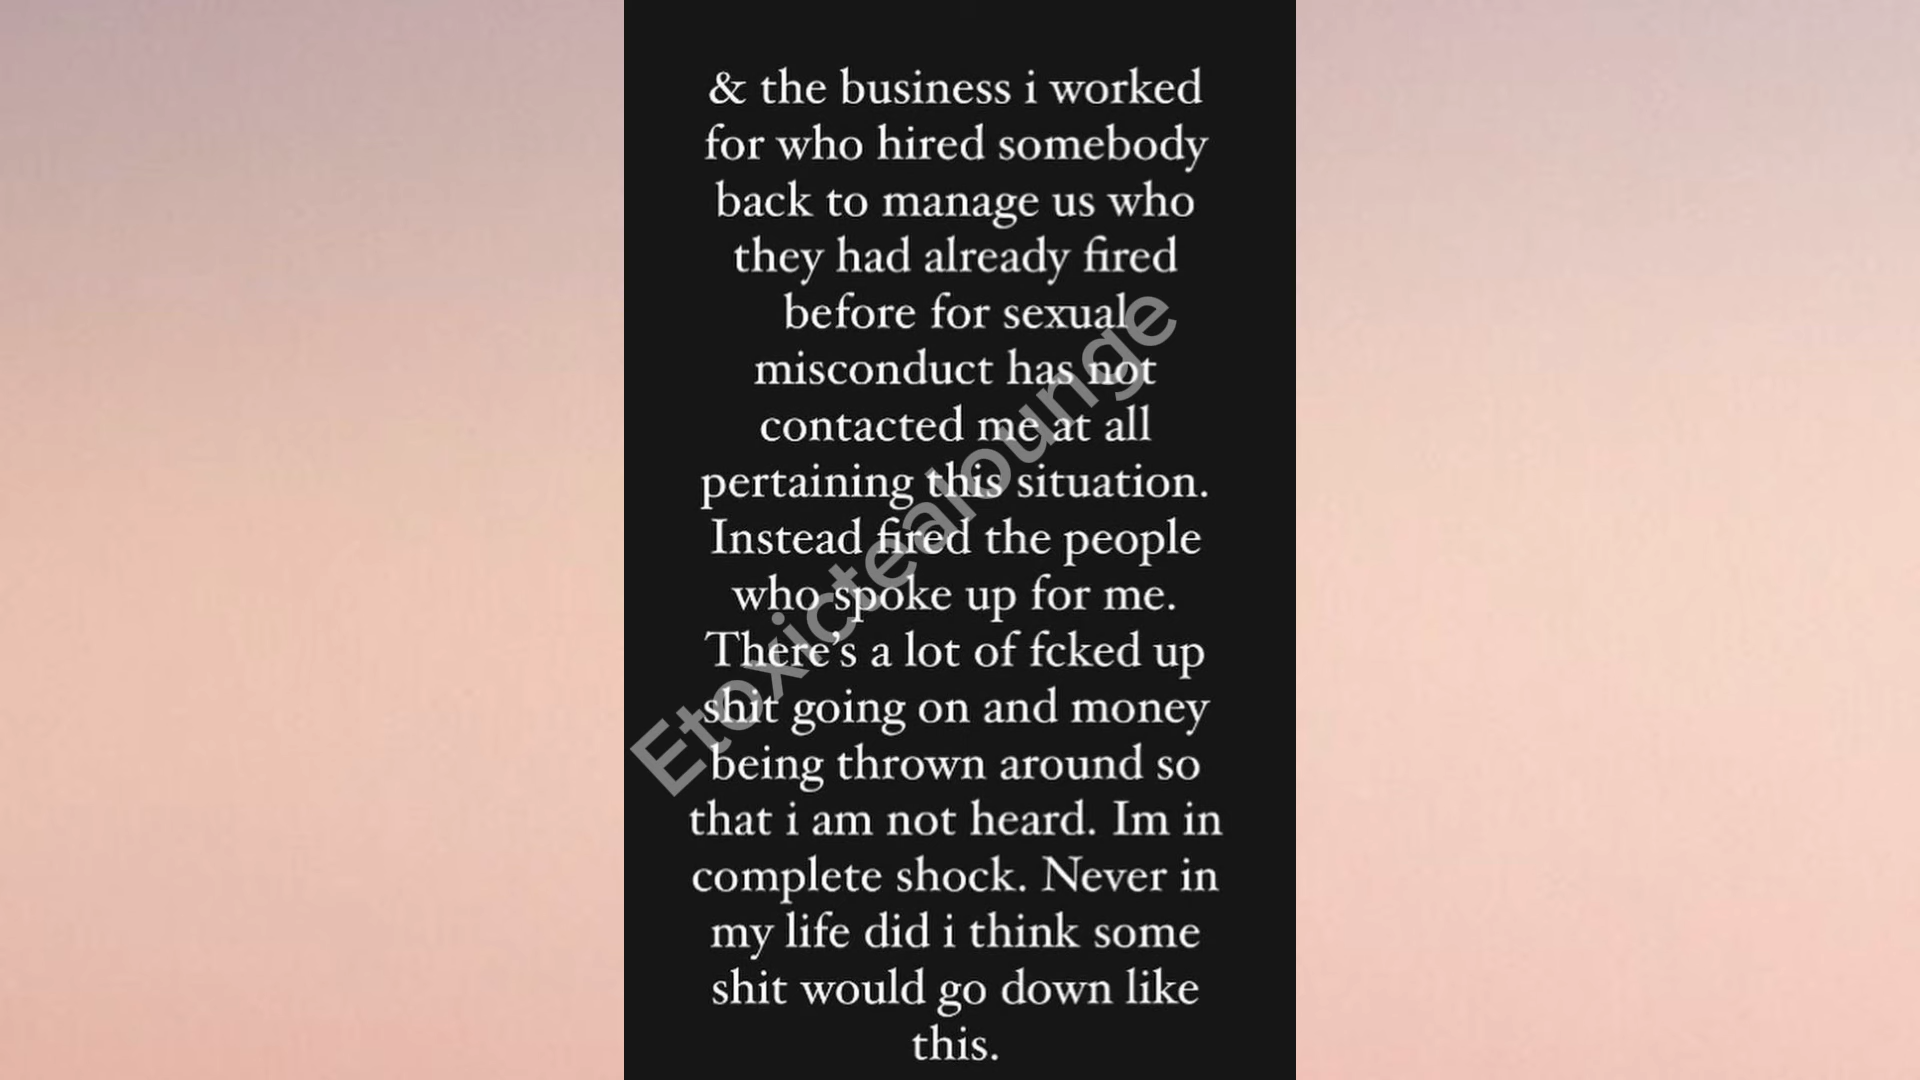 & the business i worked
for who hired somebody
back to manage us who
they had already fired
before for sexual
misconduct has not
contacted me at all
pertaining this situation.
Instead fired the people
who spoke up for me.
There's a lot of fcked up
shit going on and money
being thrown around so
that i am not heard. Im in
complete shock. Never in
my life did i think some
shit would go down like
this.
Etoxictealounge